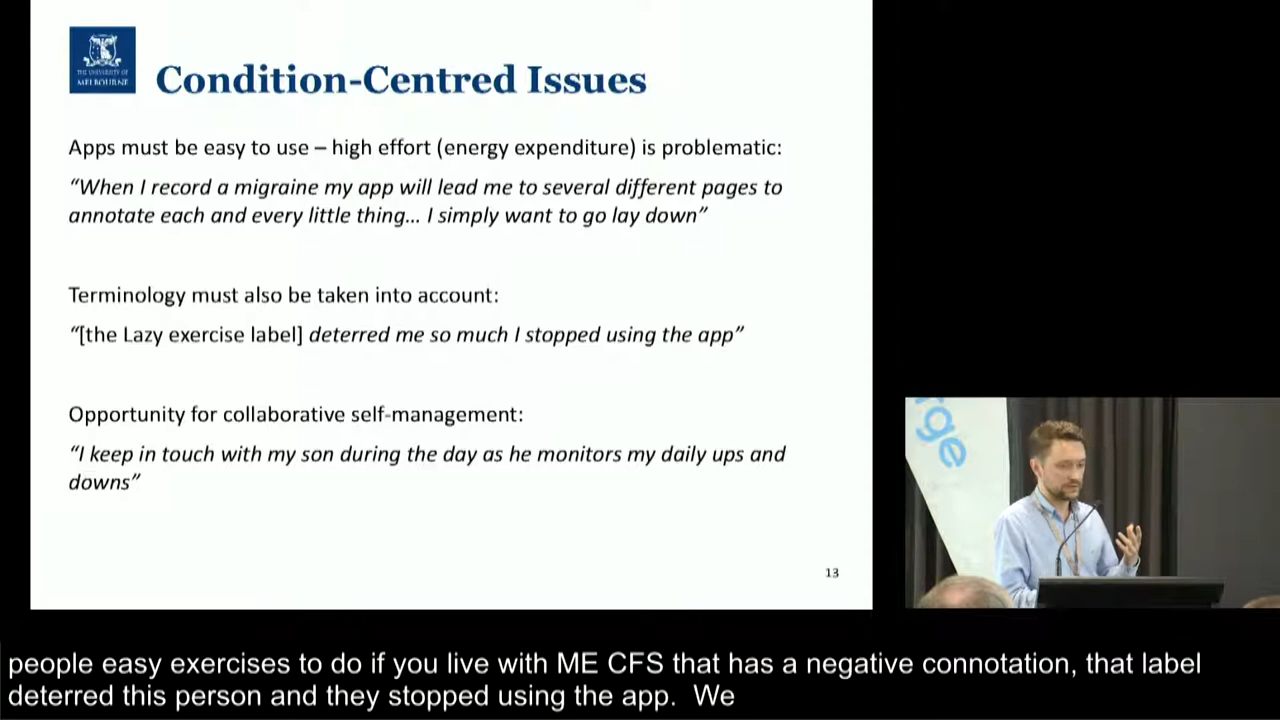 THE UNIVERSITY OF
MELBOURNE
Condition-Centred Issues
Apps must be easy to use – high effort (energy expenditure) is problematic:
“When I record a migraine my app will lead me to several different pages to
annotate each and every little thing… I simply want to go lay down”
Terminology must also be taken into account:
“[the Lazy exercise label] deterred me so much I stopped using the app”
Opportunity for collaborative self-management:
“I keep in touch with my son during the day as he monitors my daily ups and
downs”
13
people easy exercises to do if you live with ME CFS that has a negative connotation, that label
deterred this person and they stopped using the app.  We